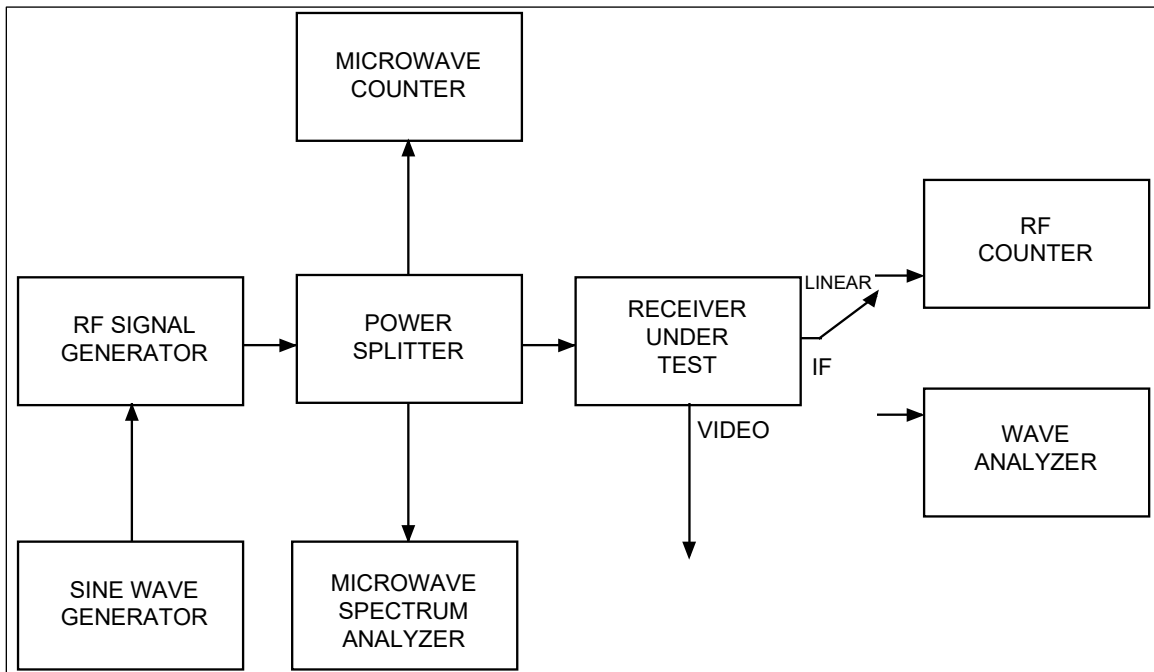 MICROWAVE
COUNTER
RF
COUNTER
LINEAR
RF SIGNAL
GENERATOR
POWER
SPLITTER
RECEIVER
UNDER
TEST
IF
VIDEO
WAVE
ANALYZER
SINE WAVE
GENERATOR
MICROWAVE
SPECTRUM
ANALYZER